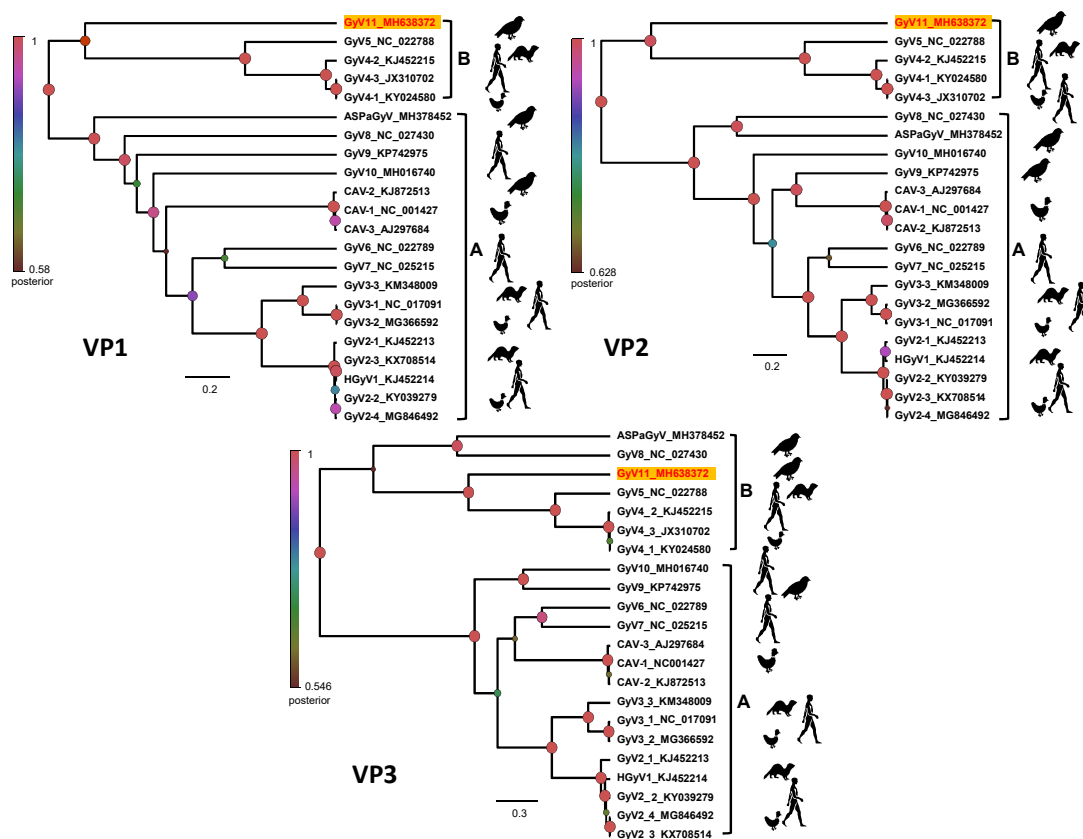 1
0.58
posterior
GyV11_MH638372
GyV5_NC_022788
GyV4-2_KJ452215
GyV4-3_JX310702
GyV4-1_KY024580
ASPaGyV_MH378452
GyV8_NC_027430
GyV9_KP742975
GyV10_MH016740
CAV-2_KJ872513
CAV-1_NC_001427
CAV-3_AJ297684
GyV6_NC_022789
GyV7_NC_025215
GyV3-3_KM348009
GyV3-1_NC_017091
GyV3-2_MG366592
GyV2-1_KJ452213
GyV2-3_KX708514
HGyV1_KJ452214
GyV2-2_KY039279
GyV2-4_MG846492
B
A
VP1
0.2
1
0.628
posterior
GyV11_MH638372
GyV5_NC_022788
GyV4-2_KJ452215
GyV4-1_KY024580
GyV4-3_JX310702
GyV8_NC_027430
ASPaGyV_MH378452
GyV10_MH016740
GyV9_KP742975
CAV-3_AJ297684
CAV-1_NC_001427
CAV-2_KJ872513
GyV6_NC_022789
GyV7_NC_025215
GyV3-3_KM348009
GyV3-2_MG366592
GyV3-1_NC_017091
GyV2-1_KJ452213
HGyV1_KJ452214
GyV2-2_KY039279
GyV2-3_KX708514
GyV2-4_MG846492
B
A
VP2
0.2
1
0.546
posterior
ASPaGyV_MH378452
GyV8_NC_027430
GyV11_MH638372
GyV5_NC_022788
GyV4_2_KJ452215
GyV4_3_JX310702
GyV4_1_KY024580
GyV10_MH016740
GyV9_KP742975
GyV6_NC_022789
GyV7_NC_025215
CAV-3_AJ297684
CAV-1_NC001427
CAV-2_KJ872513
GyV3_3_KM348009
GyV3_1_NC_017091
GyV3_2_MG366592
GyV2_1_KJ452213
HGyV1_KJ452214
GyV2_2_KY039279
GyV2_4_MG846492
GyV2_3_KX708514
B
A
VP3
0.3